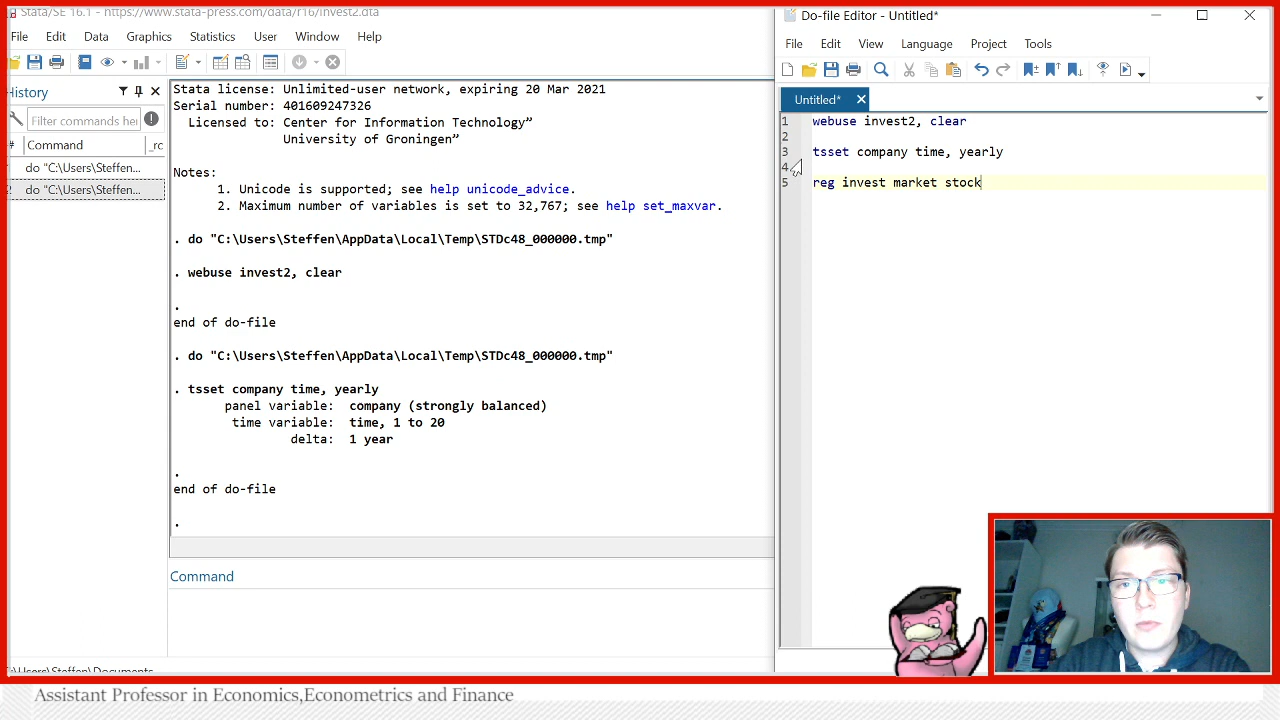 Stata/SE 16.1 - https://www.stata-press.com/data/r16/invest2.dta
File Edit Data Graphics Statistics User Window Help
History
Filter commands her
Command _rc
do "C:\Users\Steffen...
do "C:\Users\Steffen...
Stata license: Unlimited-user network, expiring 20 Mar 2021
Serial number: 401609247326
Licensed to: Center for Information Technology”
University of Groningen”
Notes:
1. Unicode is supported; see help unicode_advice.
2. Maximum number of variables is set to 32,767; see help set_maxvar.
. do "C:\Users\Steffen\AppData\Local\Temp\STDc48_000000.tmp"
. webuse invest2, clear
.
end of do-file
. do "C:\Users\Steffen\AppData\Local\Temp\STDc48_000000.tmp"
. tsset company time, yearly
panel variable: company (strongly balanced)
time variable: time, 1 to 20
delta: 1 year
.
end of do-file
.
Command
Do-file Editor - Untitled*
File Edit View Language Project Tools
Untitled*
1 webuse invest2, clear
2
3 tsset company time, yearly
4
5 reg invest market stock
Assistant Professor in Economics,Econometrics and Finance